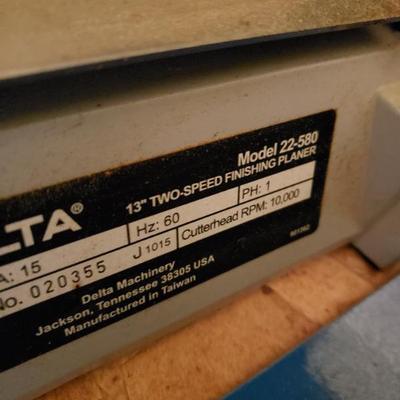 LTA®
Model 22-580
13" TWO-SPEED FINISHING PLANER
A: 15
Hz: 60
PH: 1
No. 020355
J 1015
Cutterhead RPM: 10,000
Delta Machinery
Jackson, Tennessee 38305 USA
Manufactured in Taiwan